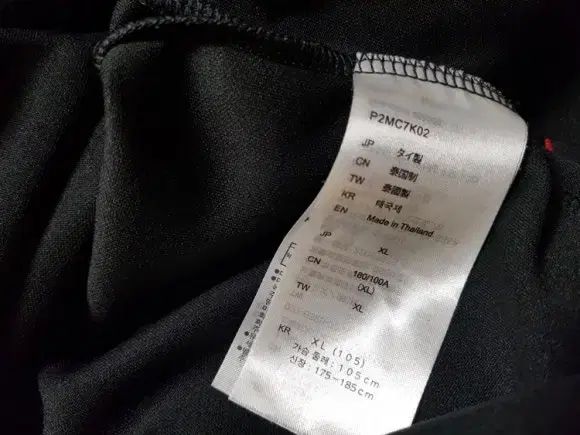 P2MC7K02
JP タイ製
CN 泰国制
TW 泰國製
KR 태국제
EN Made in Thailand
JP XL
CN 180/100A
(XL)
TW XL
KR XL (105)
가슴 둘레 : 105cm
신장 : 175~185cm